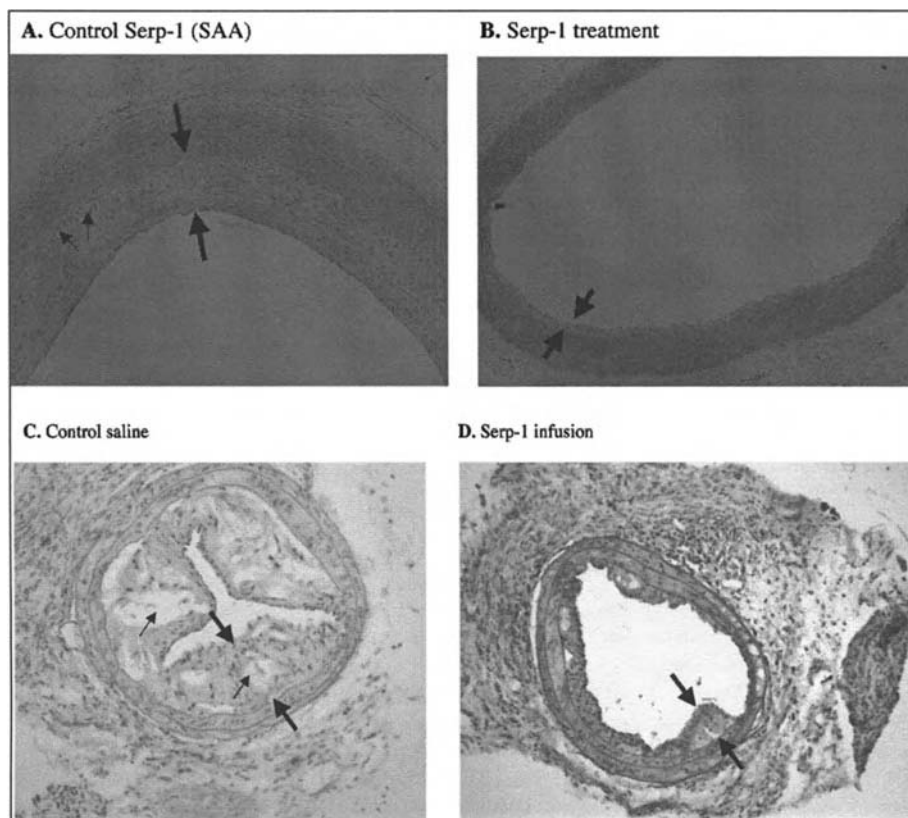 A. Control Serp-1 (SAA)
B. Serp-1 treatment
C. Control saline
D. Serp-1 infusion